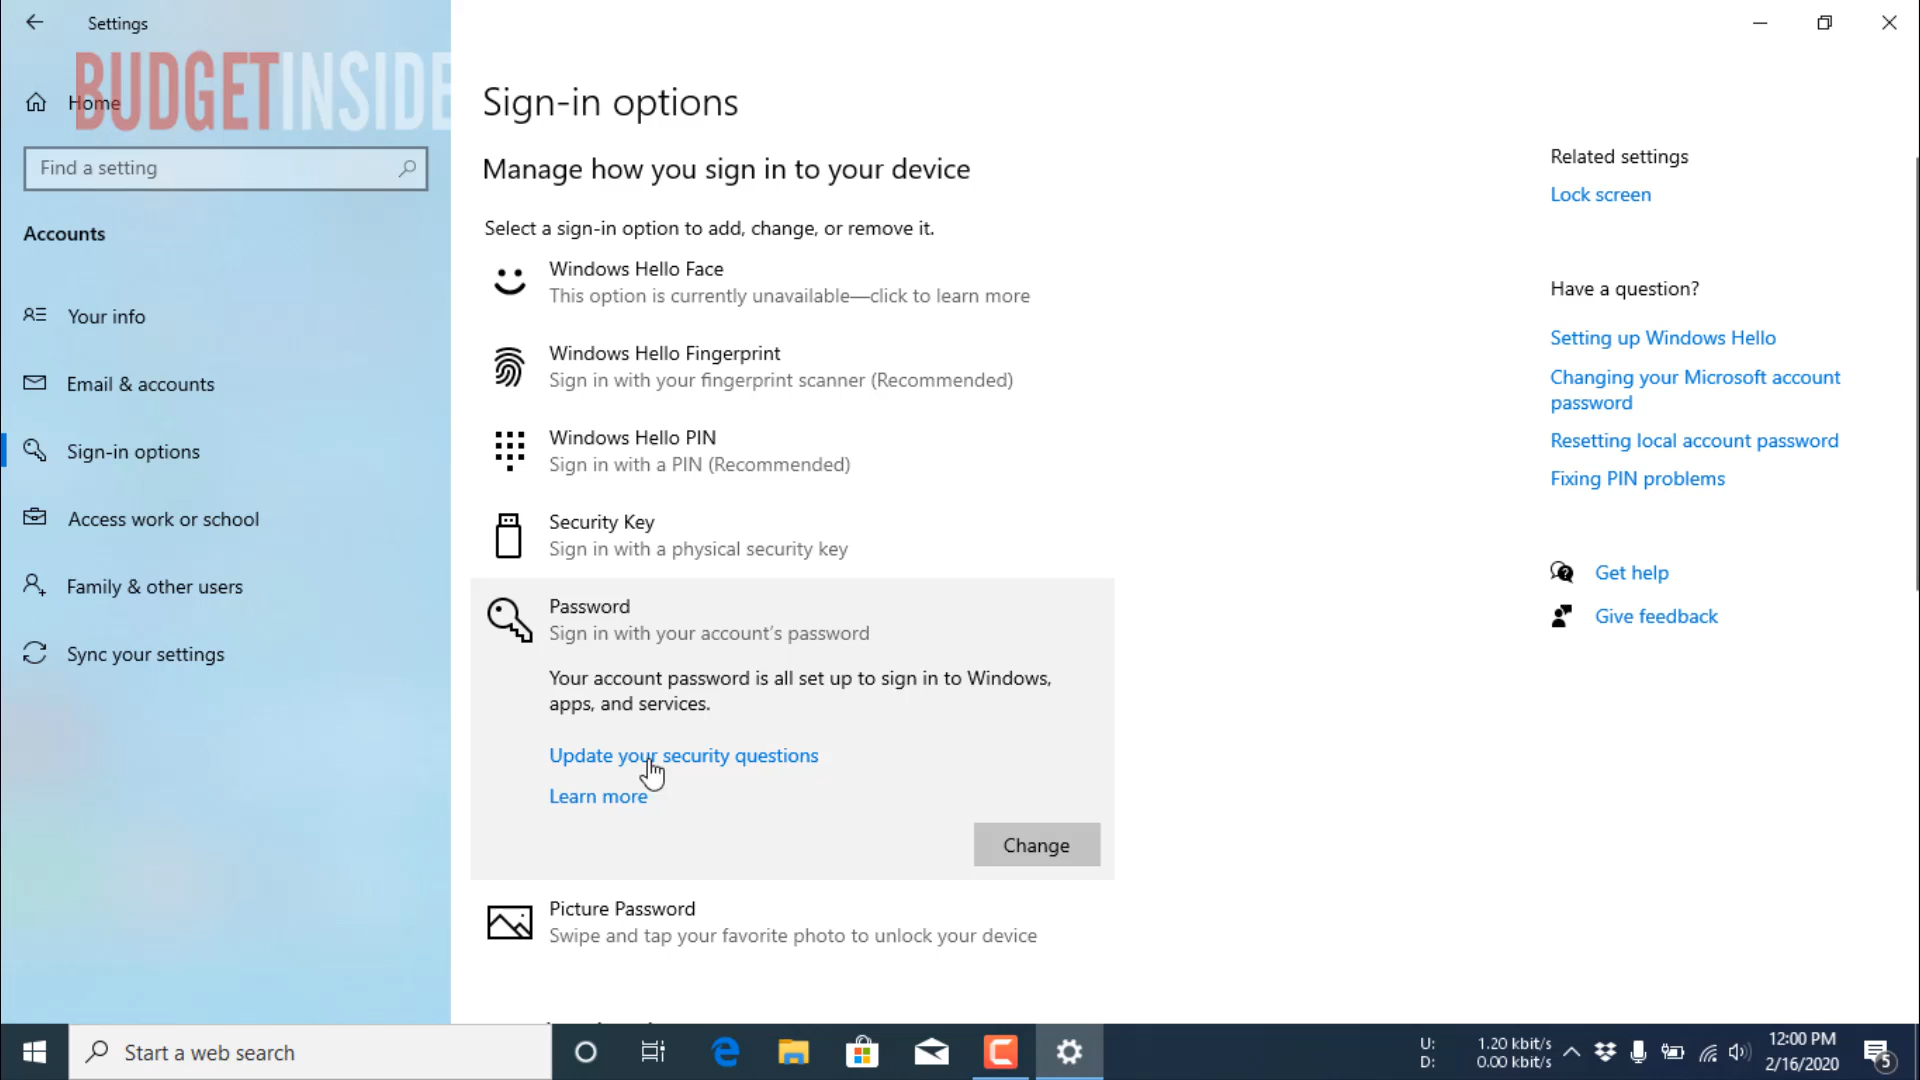 Settings
BUDGETINSIDE
Home
Find a setting
Accounts
Your info
Email & accounts
Sign-in options
Access work or school
Family & other users
Sync your settings
Sign-in options
Manage how you sign in to your device
Select a sign-in option to add, change, or remove it.
Windows Hello Face
This option is currently unavailable—click to learn more
Windows Hello Fingerprint
Sign in with your fingerprint scanner (Recommended)
Windows Hello PIN
Sign in with a PIN (Recommended)
Security Key
Sign in with a physical security key
Password
Sign in with your account's password
Your account password is all set up to sign in to Windows,
apps, and services.
Update your security questions
Learn more
Change
Picture Password
Swipe and tap your favorite photo to unlock your device
Related settings
Lock screen
Have a question?
Setting up Windows Hello
Changing your Microsoft account
password
Resetting local account password
Fixing PIN problems
Get help
Give feedback
Start a web search
U: 1.20 kbit/s
D: 0.00 kbit/s
12:00 PM
2/16/2020
5